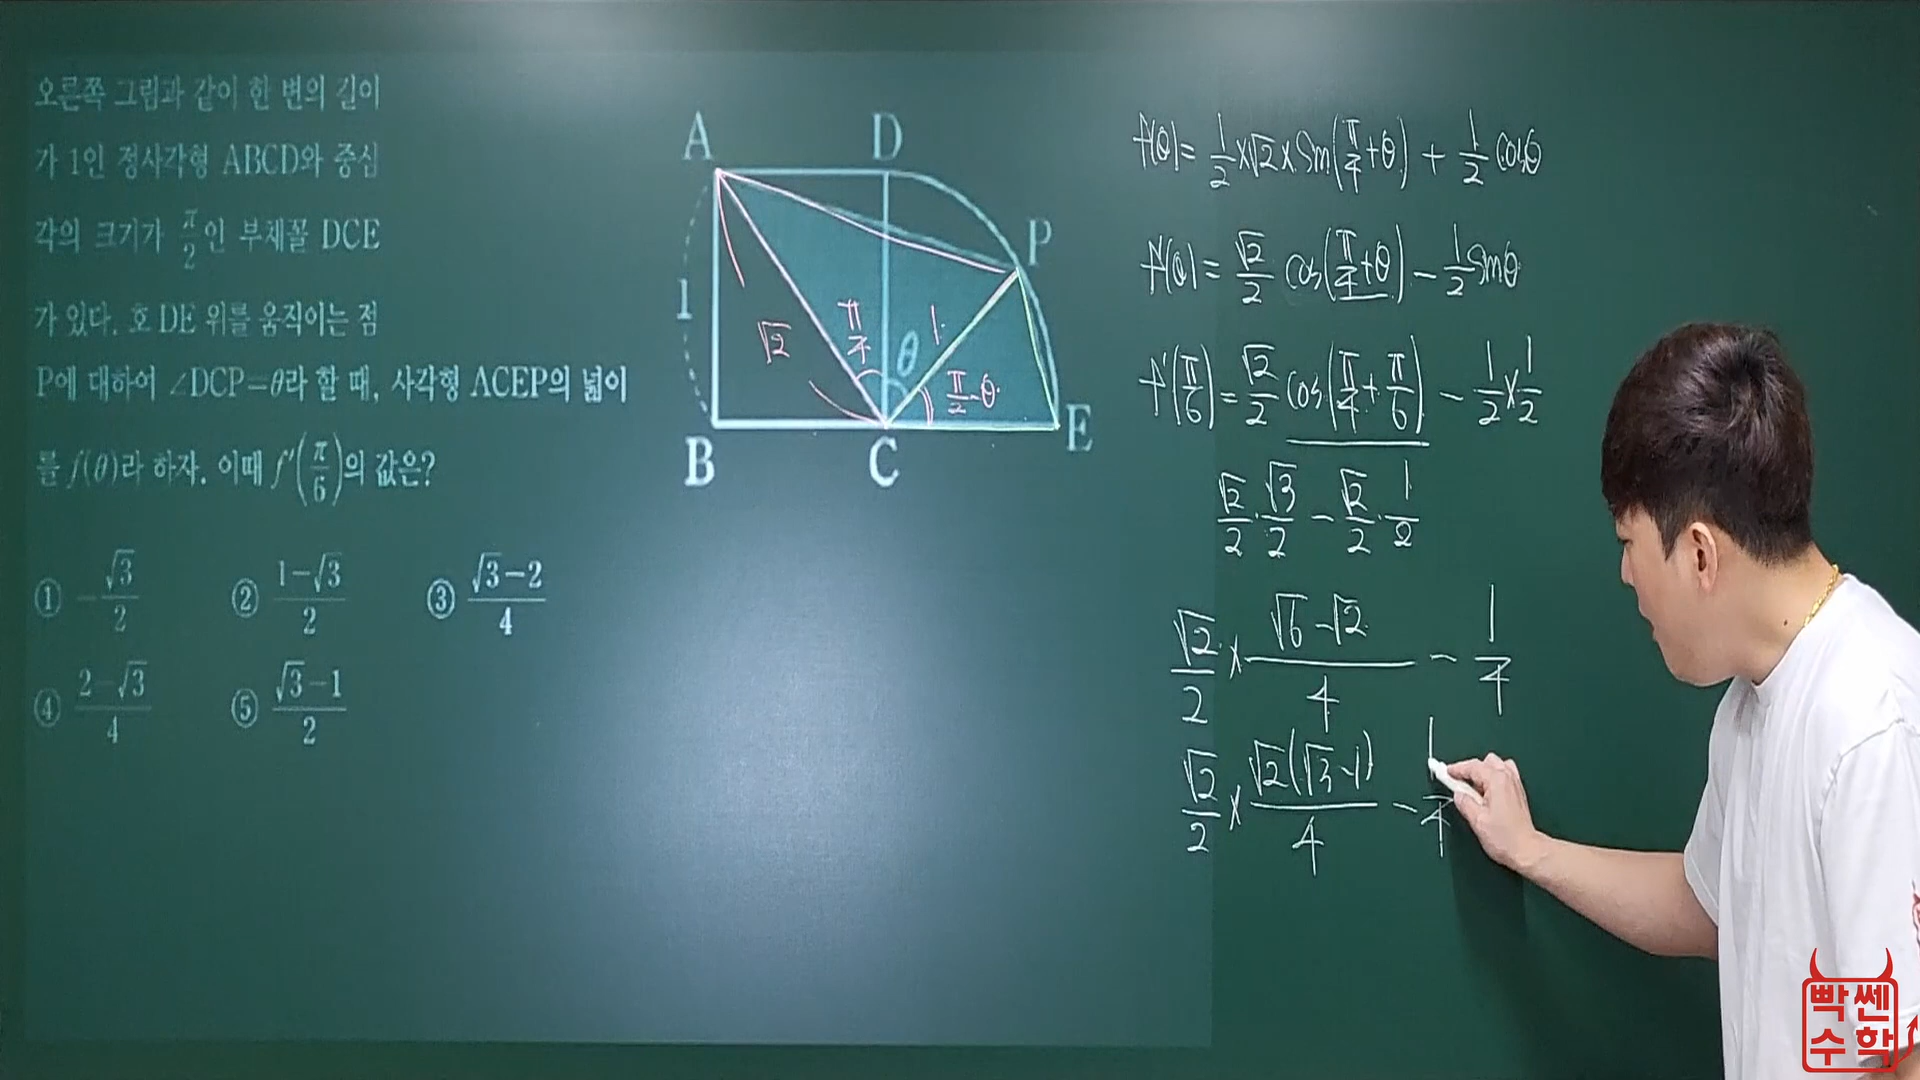 오른쪽 그림과 같이 한 변의 길이
가 1인 정사각형 ABCD와 중심
각의 크기가 π/2인 부채꼴 DCE
가 있다. 호 DE 위를 움직이는 점
P에 대하여 ∠DCP=θ라 할 때, 사각형 ACEP의 넓이
를 f(θ)라 하자. 이때 f′(π/6)의 값은?
① -√3/2 ② (1-√3)/2 ③ (√3-2)/4
④ (2-√3)/4 ⑤ (√3-1)/2
A D
P
1
√2 π/4 θ 1
π/2-θ
B C E
f(θ)= 1/2×√2×Sin(π/4+θ) + 1/2 cosθ
f′(θ)= √2/2 cos(π/4+θ) - 1/2 Sinθ
f′(π/6)= √2/2 cos(π/4+π/6) - 1/2×1/2
√2/2·√3/2 - √2/2·1/2
√2/2 × (√6-√2)/4 - 1/4
√2/2 × √2(√3-1)/4 - 1/4
빡쎈
수학